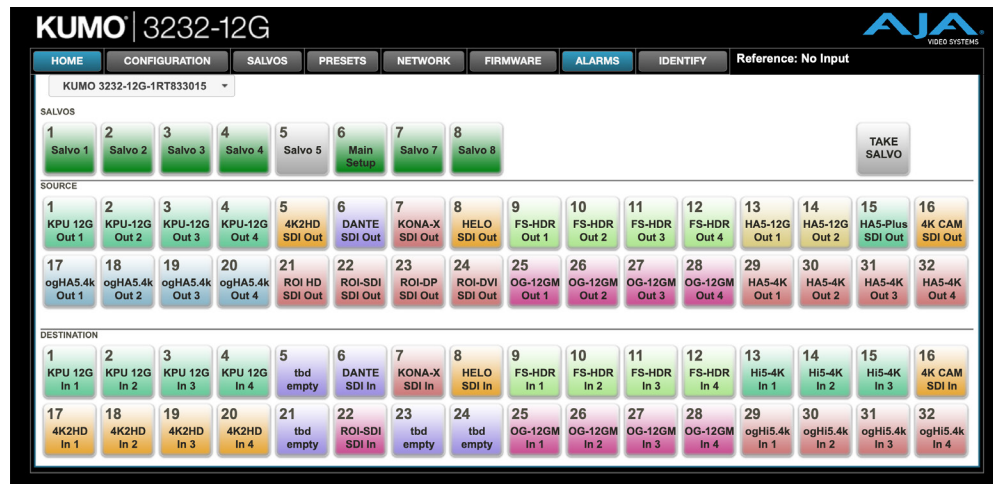 KUMO® 3232-12G
AJA
VIDEO SYSTEMS
HOME CONFIGURATION SALVOS PRESETS NETWORK FIRMWARE ALARMS IDENTIFY Reference: No Input
KUMO 3232-12G-1RT833015
SALVOS
1 2 3 4 5 6 7 8
Salvo 1 Salvo 2 Salvo 3 Salvo 4 Salvo 5 Main Setup Salvo 7 Salvo 8 TAKE SALVO
SOURCE
1 2 3 4 5 6 7 8 9 10 11 12 13 14 15 16
KPU 12G KPU-12G KPU-12G KPU-12G 4K2HD DANTE KONA-X HELO FS-HDR FS-HDR FS-HDR FS-HDR HA5-12G HA5-12G HA5-Plus 4K CAM
Out 1 Out 2 Out 3 Out 4 SDI Out SDI Out SDI Out SDI Out Out 1 Out 2 Out 3 Out 4 Out 1 Out 2 SDI Out SDI Out
17 18 19 20 21 22 23 24 25 26 27 28 29 30 31 32
ogHA5.4k ogHA5.4k ogHA5.4k ogHA5.4k ROI HD ROI-SDI ROI-DP ROI-DVI OG-12GM OG-12GM OG-12GM OG-12GM HA5-4K HA5-4K HA5-4K HA5-4K
Out 1 Out 2 Out 3 Out 4 SDI Out SDI Out SDI Out SDI Out Out 1 Out 2 Out 3 Out 4 Out 1 Out 2 Out 3 Out 4
DESTINATION
1 2 3 4 5 6 7 8 9 10 11 12 13 14 15 16
KPU 12G KPU 12G KPU 12G KPU 12G tbd DANTE KONA-X HELO FS-HDR FS-HDR FS-HDR FS-HDR Hi5-4K Hi5-4K Hi5-4K 4K CAM
In 1 In 2 In 3 In 4 empty SDI In SDI In SDI In In 1 In 2 In 3 In 4 In 1 In 2 In 3 SDI In
17 18 19 20 21 22 23 24 25 26 27 28 29 30 31 32
4K2HD 4K2HD 4K2HD 4K2HD tbd ROI-SDI tbd tbd OG-12GM OG-12GM OG-12GM OG-12GM ogHi5.4k ogHi5.4k ogHi5.4k ogHi5.4k
In 1 In 2 In 3 In 4 empty SDI In empty empty In 1 In 2 In 3 In 4 In 1 In 2 In 3 In 4